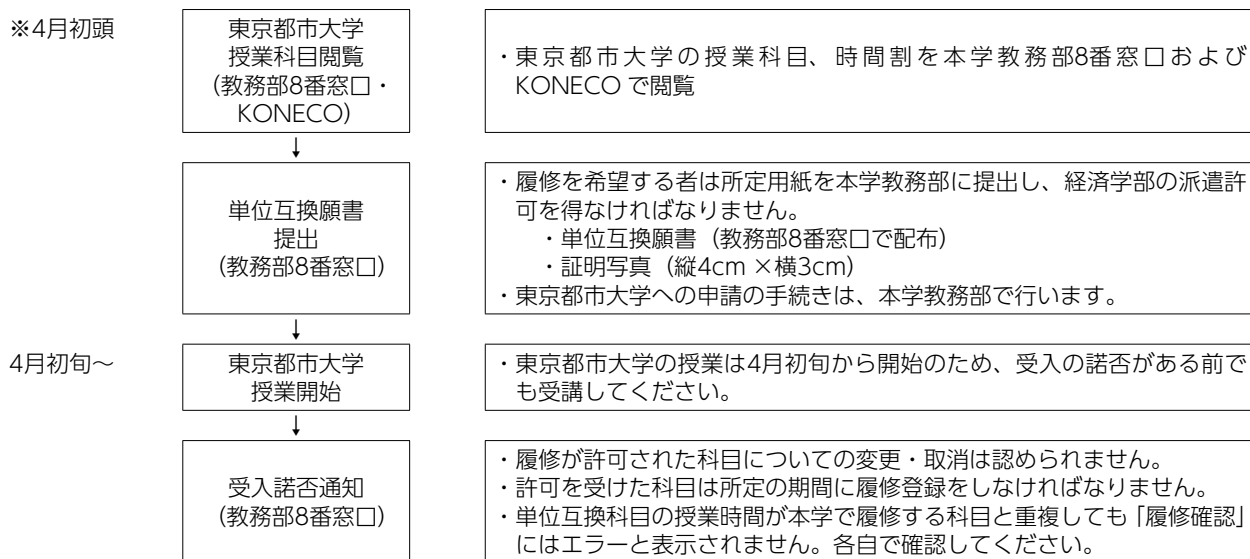 ※4月初頭
東京都市大学
授業科目閲覧
（教務部8番窓口・
KONECO）
・東京都市大学の授業科目、時間割を本学教務部8番窓口および
KONECO で閲覧
↓
単位互換願書
提出
（教務部8番窓口）
・履修を希望する者は所定用紙を本学教務部に提出し、経済学部の派遣許
可を得なければなりません。
・単位互換願書（教務部8番窓口で配布）
・証明写真（縦4cm ×横3cm）
・東京都市大学への申請の手続きは、本学教務部で行います。
↓
4月初旬～
東京都市大学
授業開始
・東京都市大学の授業は4月初旬から開始のため、受入の諾否がある前で
も受講してください。
↓
受入諾否通知
（教務部8番窓口）
・履修が許可された科目についての変更・取消は認められません。
・許可を受けた科目は所定の期間に履修登録をしなければなりません。
・単位互換科目の授業時間が本学で履修する科目と重複しても「履修確認」
にはエラーと表示されません。各自で確認してください。